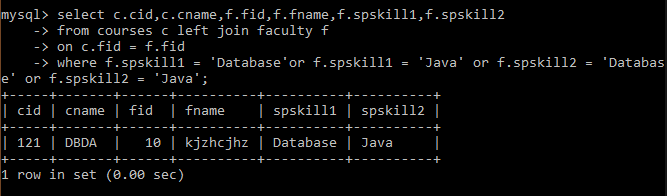 mysql> select c.cid,c.cname,f.fid,f.fname,f.spskill1,f.spskill2
    -> from courses c left join faculty f
    -> on c.fid = f.fid
    -> where f.spskill1 = 'Database'or f.spskill1 = 'Java' or f.spskill2 = 'Databas
e' or f.spskill2 = 'Java';
+-----+-------+------+----------+----------+----------+
| cid | cname | fid  | fname    | spskill1 | spskill2 |
+-----+-------+------+----------+----------+----------+
| 121 | DBDA  |   10 | kjzhcjhz | Database | Java     |
+-----+-------+------+----------+----------+----------+
1 row in set (0.00 sec)